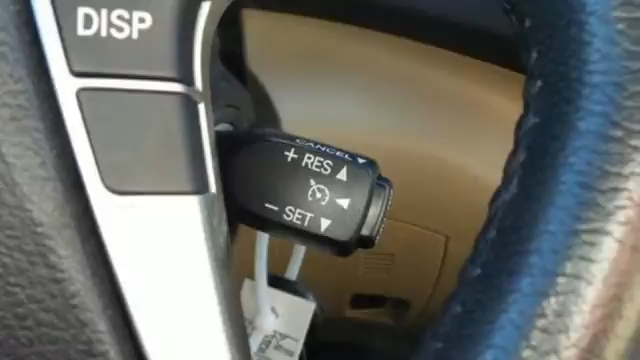 DISP
CANCEL ▼
+ RES ▲
◀
− SET ▼